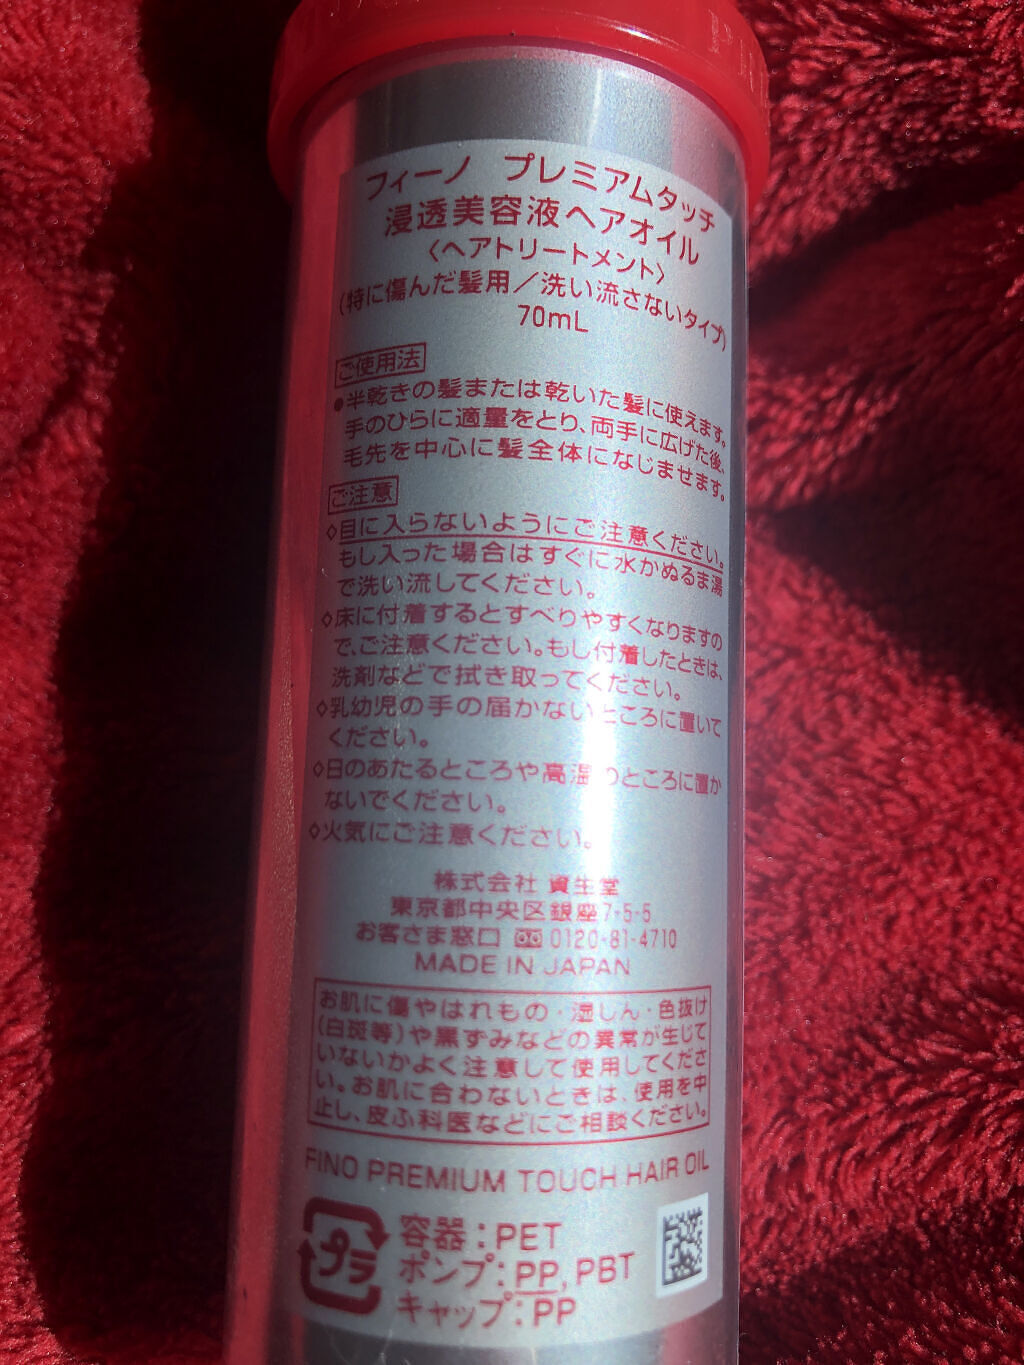 フィーノ プレミアムタッチ
浸透美容液ヘアオイル
〈ヘアトリートメント〉
(特に傷んだ髪用／洗い流さないタイプ)
70mL
ご使用法
●半乾きの髪または乾いた髪に使えます。
手のひらに適量をとり、両手に広げた後、
毛先を中心に髪全体になじませます。
ご注意
◇目に入らないようにご注意ください。
もし入った場合はすぐに水かぬるま湯
で洗い流してください。
◇床に付着するとすべりやすくなりますの
で、ご注意ください。もし付着したときは、
洗剤などで拭き取ってください。
◇乳幼児の手の届かないところに置いて
ください。
◇日のあたるところや高温のところに置か
ないでください。
◇火気にご注意ください。
株式会社 資生堂
東京都中央区銀座7-5-5
お客さま窓口 0120-81-4710
MADE IN JAPAN
お肌に傷やはれもの・湿しん・色抜け
(白斑等)や黒ずみなどの異常が生じて
いないかよく注意して使用してくださ
い。お肌に合わないときは、使用を中
止し、皮ふ科医などにご相談ください。
FINO PREMIUM TOUCH HAIR OIL
プラ
容器：PET
ポンプ：PP, PBT
キャップ：PP